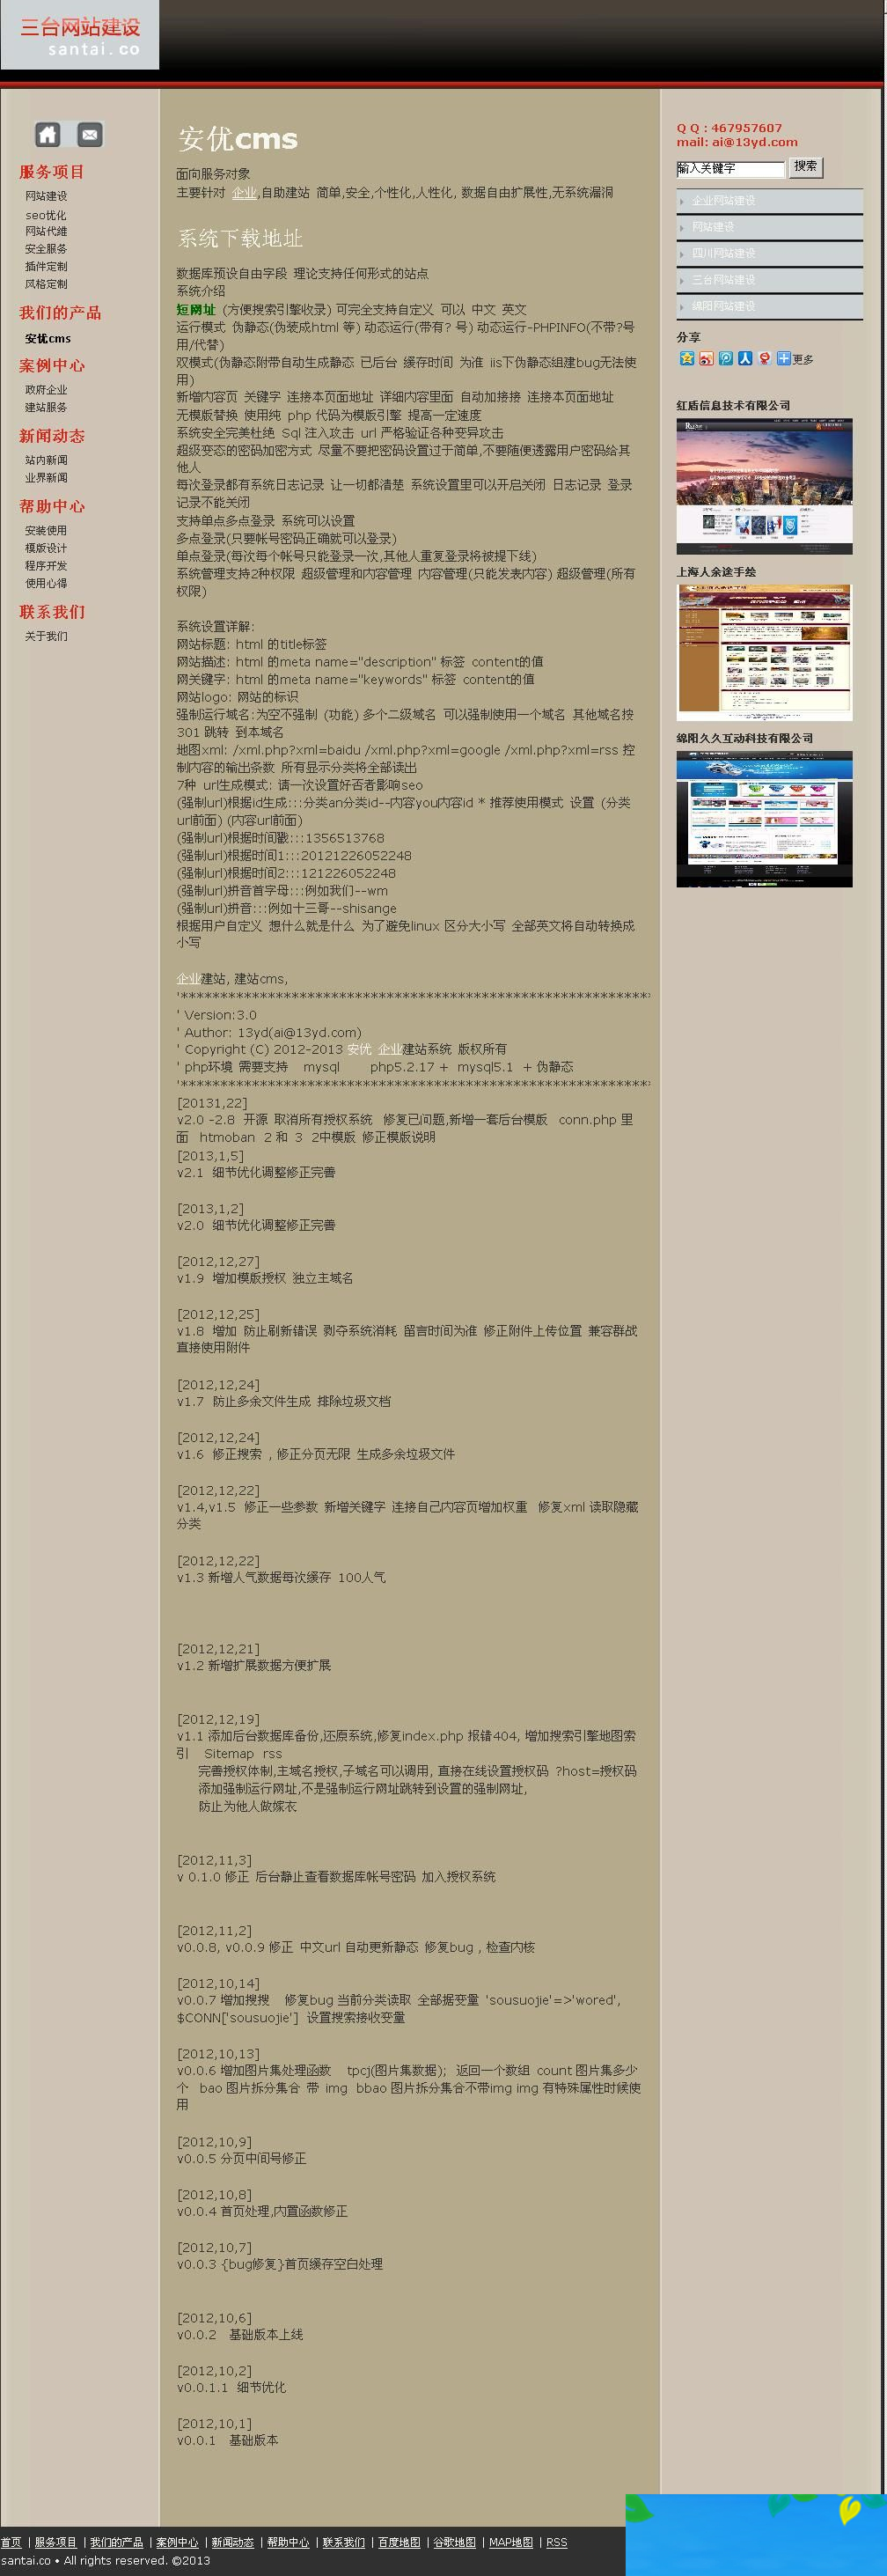 三台网站建设
santai.co
服务项目
网站建设
seo优化
网站代维
安全服务
插件定制
风格定制
我们的产品
安优cms
案例中心
政府企业
建站服务
新闻动态
站内新闻
业界新闻
帮助中心
安装使用
模版设计
程序开发
使用心得
联系我们
关于我们
安优cms
面向服务对象
主要针对 企业,自助建站 简单,安全,个性化,人性化, 数据自由扩展性,无系统漏洞
系统下载地址
数据库预设自由字段 理论支持任何形式的站点
系统介绍
短网址 (方便搜索引擎收录) 可完全支持自定义 可以 中文 英文
运行模式 伪静态(伪装成html 等) 动态运行(带有? 号) 动态运行-PHPINFO(不带?号
用/代替)
双模式(伪静态附带自动生成静态 已后台 缓存时间 为准 iis下伪静态组建bug无法使
用)
新增内容页 关键字 连接本页面地址 详细内容里面 自动加接接 连接本页面地址
无模版替换 使用纯 php 代码为模版引擎 提高一定速度
系统安全完美杜绝 Sql 注入攻击 url 严格验证各种变异攻击
超级变态的密码加密方式 尽量不要把密码设置过于简单,不要随便透露用户密码给其
他人
每次登录都有系统日志记录 让一切都清楚 系统设置里可以开启关闭 日志记录 登录
记录不能关闭
支持单点多点登录 系统可以设置
多点登录(只要帐号密码正确就可以登录)
单点登录(每次每个帐号只能登录一次,其他人重复登录将被提下线)
系统管理支持2种权限 超级管理和内容管理 内容管理(只能发表内容) 超级管理(所有
权限)
系统设置详解:
网站标题: html 的title标签
网站描述: html 的meta name="description" 标签 content的值
网关键字: html 的meta name="keywords" 标签 content的值
网站logo: 网站的标识
强制运行域名:为空不强制 (功能) 多个二级域名 可以强制使用一个域名 其他域名按
301 跳转 到本域名
地图xml: /xml.php?xml=baidu /xml.php?xml=google /xml.php?xml=rss 控
制内容的输出条数 所有显示分类将全部读出
7种 url生成模式: 请一次设置好否者影响seo
(强制url)根据id生成:::分类an分类id--内容you内容id * 推荐使用模式 设置 (分类
url前面) (内容url前面)
(强制url)根据时间戳:::1356513768
(强制url)根据时间1:::20121226052248
(强制url)根据时间2:::121226052248
(强制url)拼音首字母:::例如我们--wm
(强制url)拼音:::例如十三哥--shisange
根据用户自定义 想什么就是什么 为了避免linux 区分大小写 全部英文将自动转换成
小写
企业建站, 建站cms,
'************************************************************
' Version:3.0
' Author: 13yd(ai@13yd.com)
' Copyright (C) 2012-2013 安优 企业建站系统 版权所有
' php环境 需要支持 mysql php5.2.17 + mysql5.1 + 伪静态
'************************************************************
[20131,22]
v2.0 -2.8 开源 取消所有授权系统 修复已问题,新增一套后台模版 conn.php 里
面 htmoban 2 和 3 2中模版 修正模版说明
[2013,1,5]
v2.1 细节优化调整修正完善
[2013,1,2]
v2.0 细节优化调整修正完善
[2012,12,27]
v1.9 增加模版授权 独立主域名
[2012,12,25]
v1.8 增加 防止刷新错误 剥夺系统消耗 留言时间为准 修正附件上传位置 兼容群战
直接使用附件
[2012,12,24]
v1.7 防止多余文件生成 排除垃圾文档
[2012,12,24]
v1.6 修正搜索 , 修正分页无限 生成多余垃圾文件
[2012,12,22]
v1.4,v1.5 修正一些参数 新增关键字 连接自己内容页增加权重 修复xml 读取隐藏
分类
[2012,12,22]
v1.3 新增人气数据每次缓存 100人气
[2012,12,21]
v1.2 新增扩展数据方便扩展
[2012,12,19]
v1.1 添加后台数据库备份,还原系统,修复index.php 报错404, 增加搜索引擎地图索
引 Sitemap rss
完善授权体制,主域名授权,子域名可以调用, 直接在线设置授权码 ?host=授权码
添加强制运行网址,不是强制运行网址跳转到设置的强制网址,
防止为他人做嫁衣
[2012,11,3]
v 0.1.0 修正 后台静止查看数据库帐号密码 加入授权系统
[2012,11,2]
v0.0.8, v0.0.9 修正 中文url 自动更新静态 修复bug , 检查内核
[2012,10,14]
v0.0.7 增加搜搜 修复bug 当前分类读取 全部据变量 'sousuojie'=>'wored',
$CONN['sousuojie'] 设置搜索接收变量
[2012,10,13]
v0.0.6 增加图片集处理函数 tpcj(图片集数据); 返回一个数组 count 图片集多少
个 bao 图片拆分集合 带 img bbao 图片拆分集合不带img img 有特殊属性时候使
用
[2012,10,9]
v0.0.5 分页中间号修正
[2012,10,8]
v0.0.4 首页处理,内置函数修正
[2012,10,7]
v0.0.3 {bug修复}首页缓存空白处理
[2012,10,6]
v0.0.2 基础版本上线
[2012,10,2]
v0.0.1.1 细节优化
[2012,10,1]
v0.0.1 基础版本
Q Q : 467957607
mail: ai@13yd.com
输入关键字 搜索
企业网站建设
网站建设
四川网站建设
三台网站建设
绵阳网站建设
分享
更多
红盾信息技术有限公司
上海人余途手绘
绵阳久久互动科技有限公司
首页 | 服务项目 | 我们的产品 | 案例中心 | 新闻动态 | 帮助中心 | 联系我们 | 百度地图 | 谷歌地图 | MAP地图 | RSS
santai.co • All rights reserved. ©2013